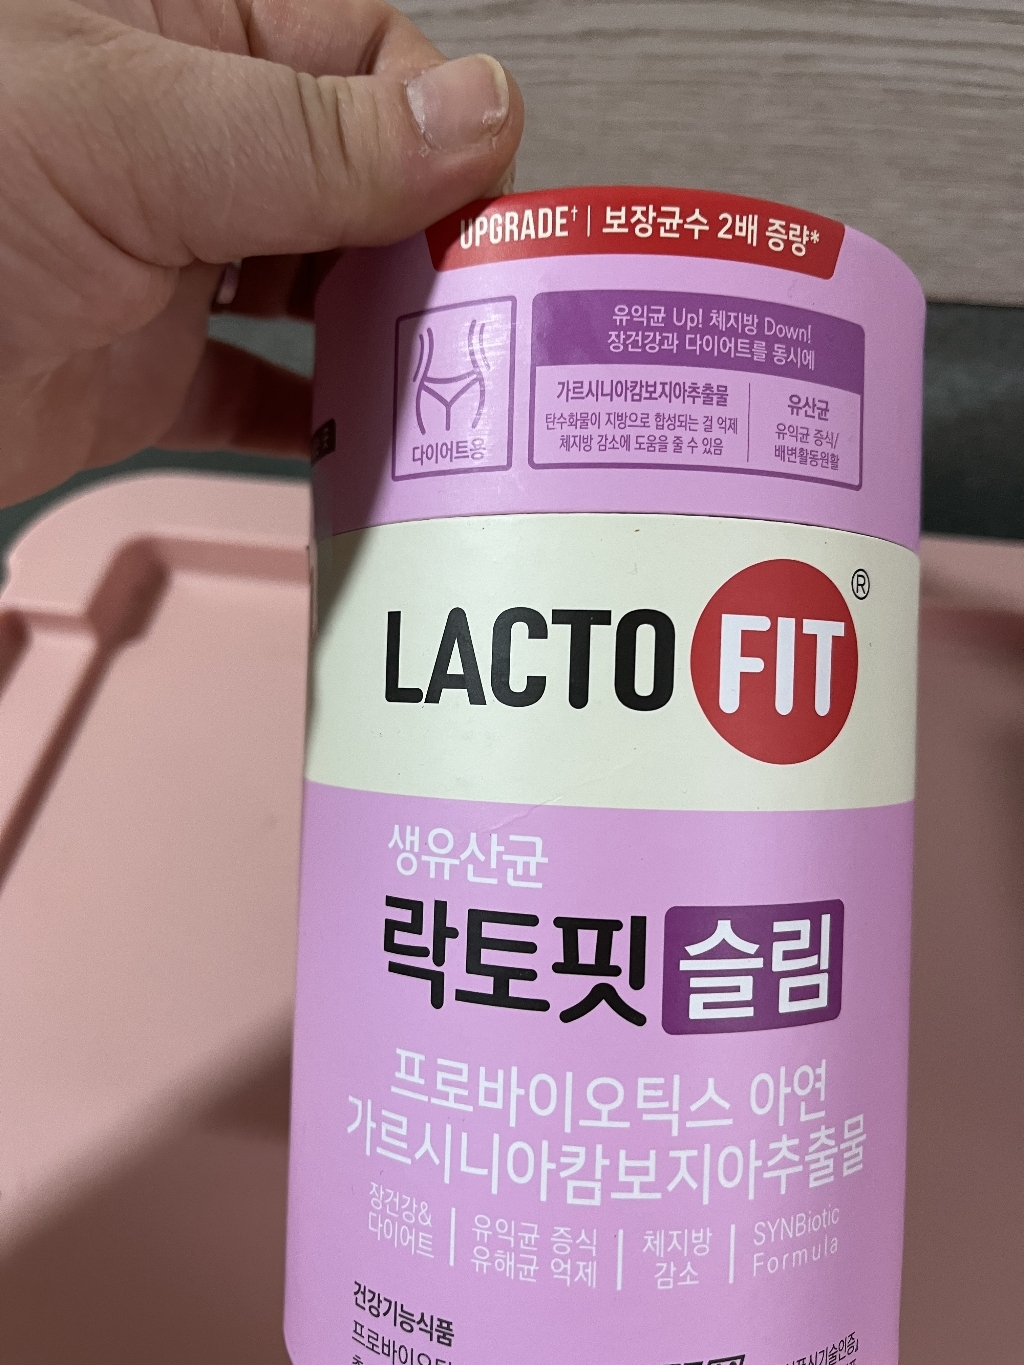 UPGRADE† | 보장균수 2배 증량*
다이어트용
유익균 Up! 체지방 Down!
장건강과 다이어트를 동시에
가르시니아캄보지아추출물
탄수화물이 지방으로 합성되는 걸 억제
체지방 감소에 도움을 줄 수 있음
유산균
유익균 증식/
배변활동원활
LACTO FIT®
생유산균
락토핏 슬림
프로바이오틱스 아연
가르시니아캄보지아추출물
장건강&
다이어트
유익균 증식
유해균 억제
체지방
감소
SYNBiotic
Formula
건강기능식품
프로바이오틱